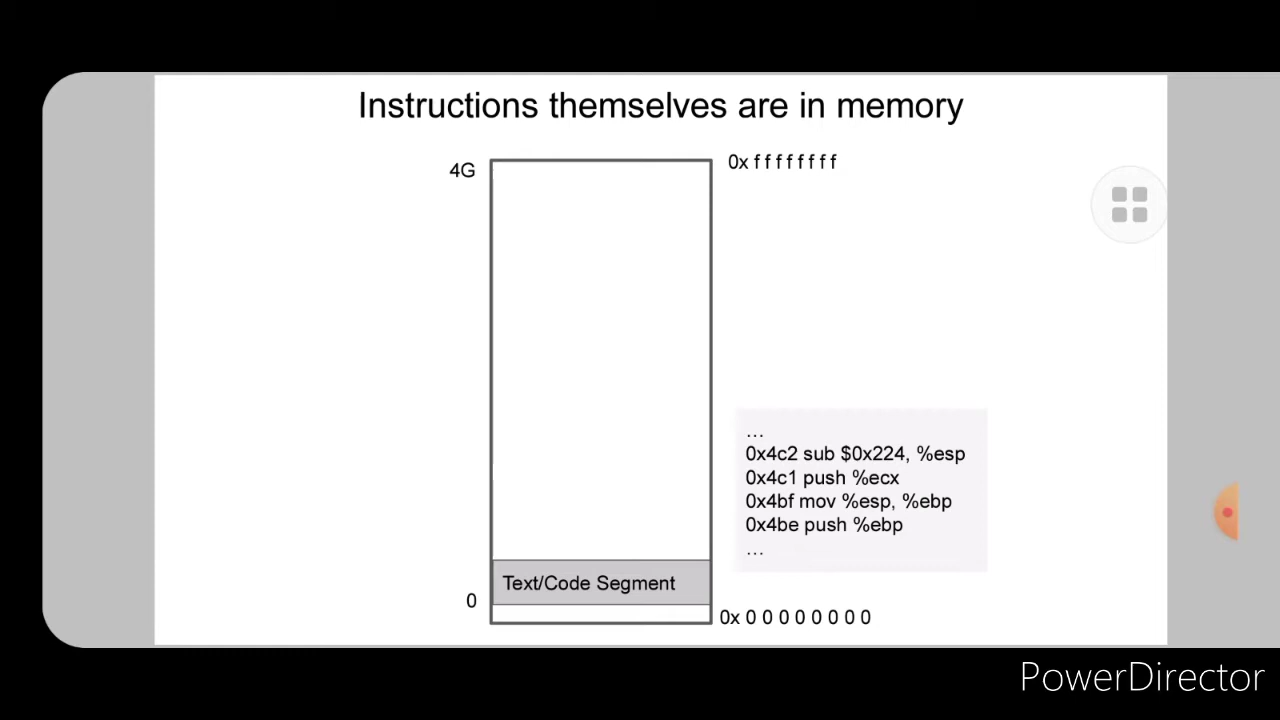 Instructions themselves are in memory
4G
0x f f f f f f f f
...
0x4c2 sub $0x224, %esp
0x4c1 push %ecx
0x4bf mov %esp, %ebp
0x4be push %ebp
...
Text/Code Segment
0
0x 0 0 0 0 0 0 0 0
PowerDirector